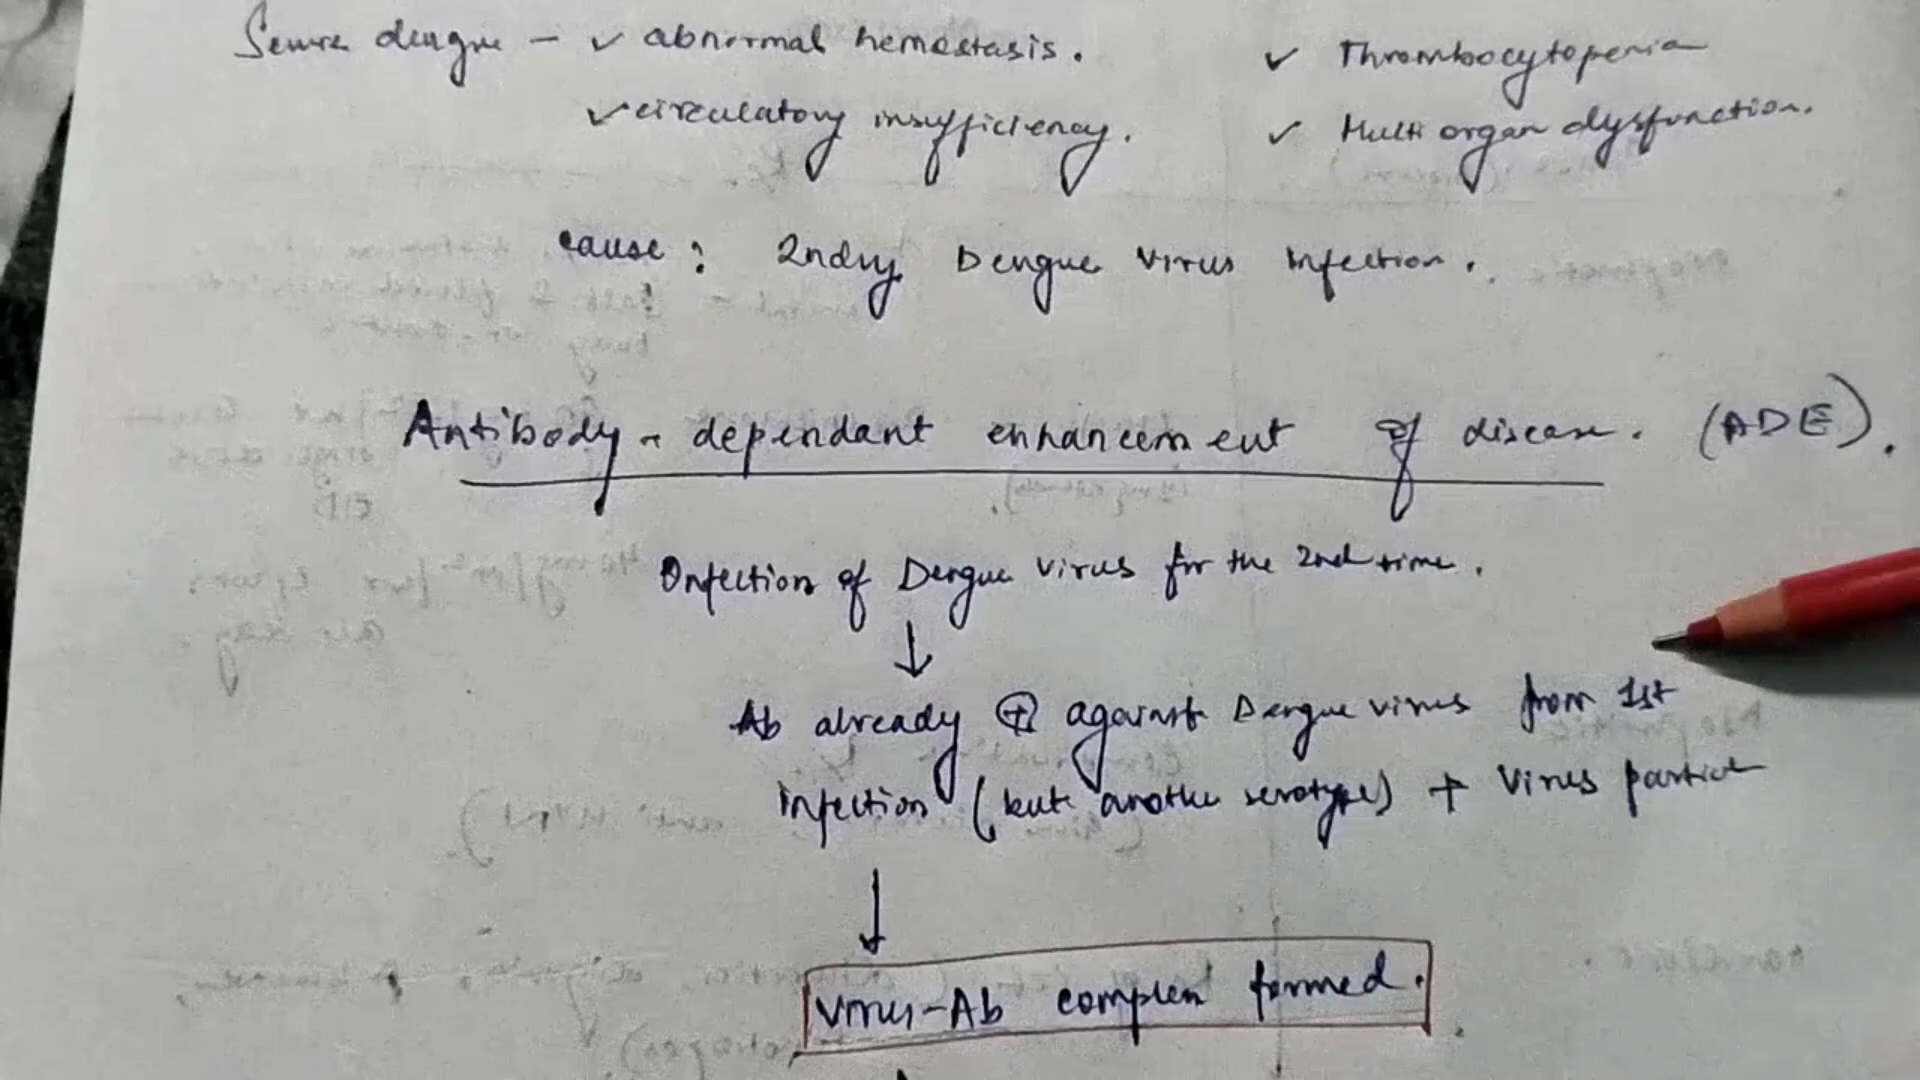 Severe dengue - ✓ abnormal hemostasis. ✓ Thrombocytopenia
✓ circulatory insufficiency. ✓ Multi organ dysfunction.
cause: 2ndry Dengue virus infection.
Antibody - dependant enhancement of disease. (ADE).
Infection of Dengue virus for the 2nd time.
↓
Ab already ⊕ against Dengue virus from 1st
infection (but another serotype) + virus particle
↓
Virus-Ab complex formed.